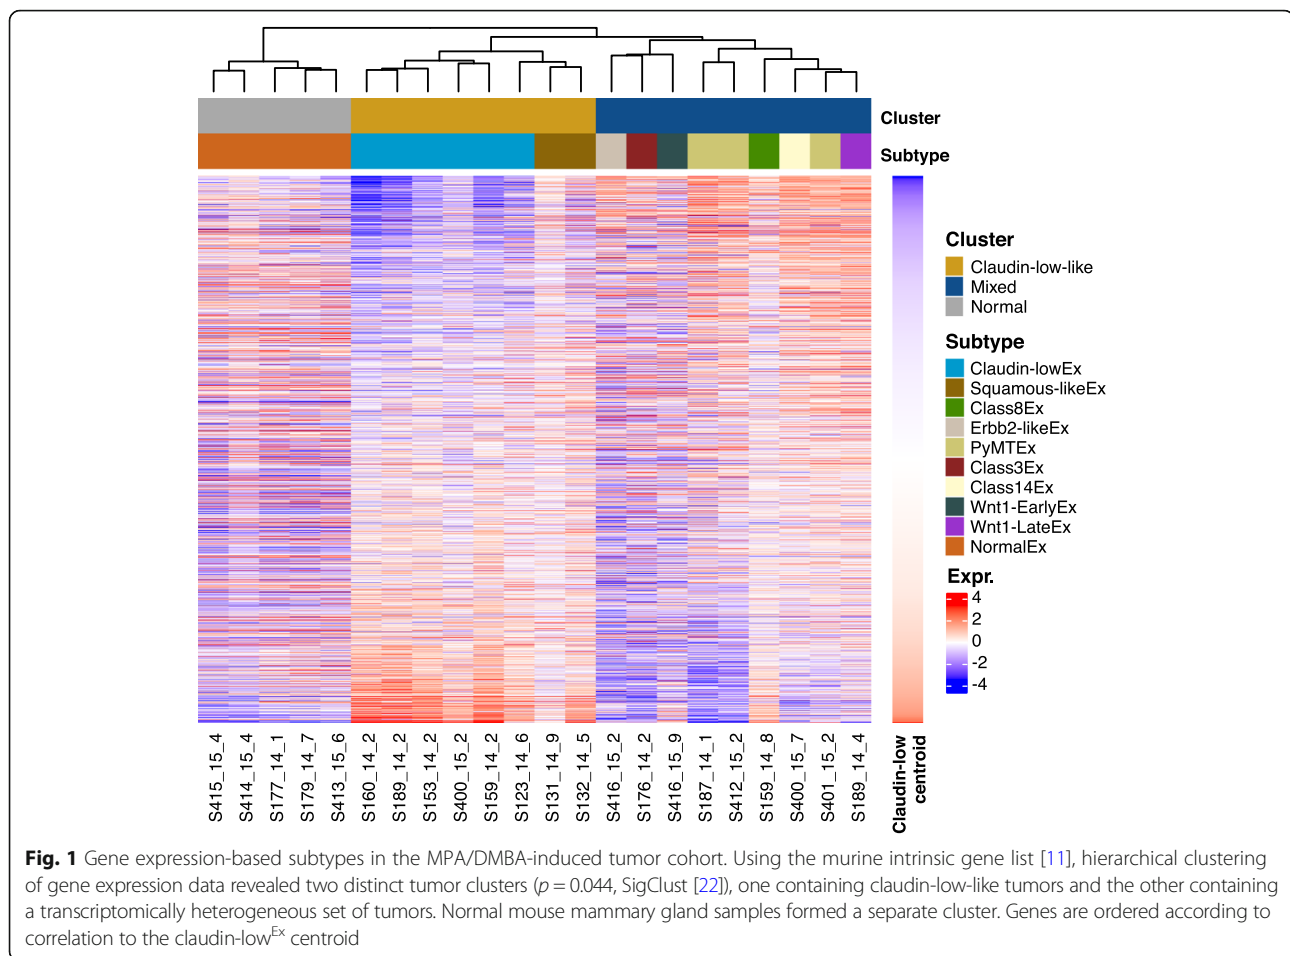 Cluster
Subtype
Cluster
Claudin-low-like
Mixed
Normal
Subtype
Claudin-lowEx
Squamous-likeEx
Class8Ex
Erbb2-likeEx
PyMTEx
Class3Ex
Class14Ex
Wnt1-EarlyEx
Wnt1-LateEx
NormalEx
Expr.
4
2
0
-2
-4
S415_15_4
S414_15_4
S177_14_1
S179_14_7
S413_15_6
S160_14_2
S189_14_2
S153_14_2
S400_15_2
S159_14_2
S123_14_6
S131_14_9
S132_14_5
S416_15_2
S176_14_2
S416_15_9
S187_14_1
S412_15_2
S159_14_8
S400_15_7
S401_15_2
S189_14_4
Claudin-low
centroid
Fig. 1 Gene expression-based subtypes in the MPA/DMBA-induced tumor cohort. Using the murine intrinsic gene list [11], hierarchical clustering
of gene expression data revealed two distinct tumor clusters (p = 0.044, SigClust [22]), one containing claudin-low-like tumors and the other containing
a transcriptomically heterogeneous set of tumors. Normal mouse mammary gland samples formed a separate cluster. Genes are ordered according to
correlation to the claudin-lowEx centroid